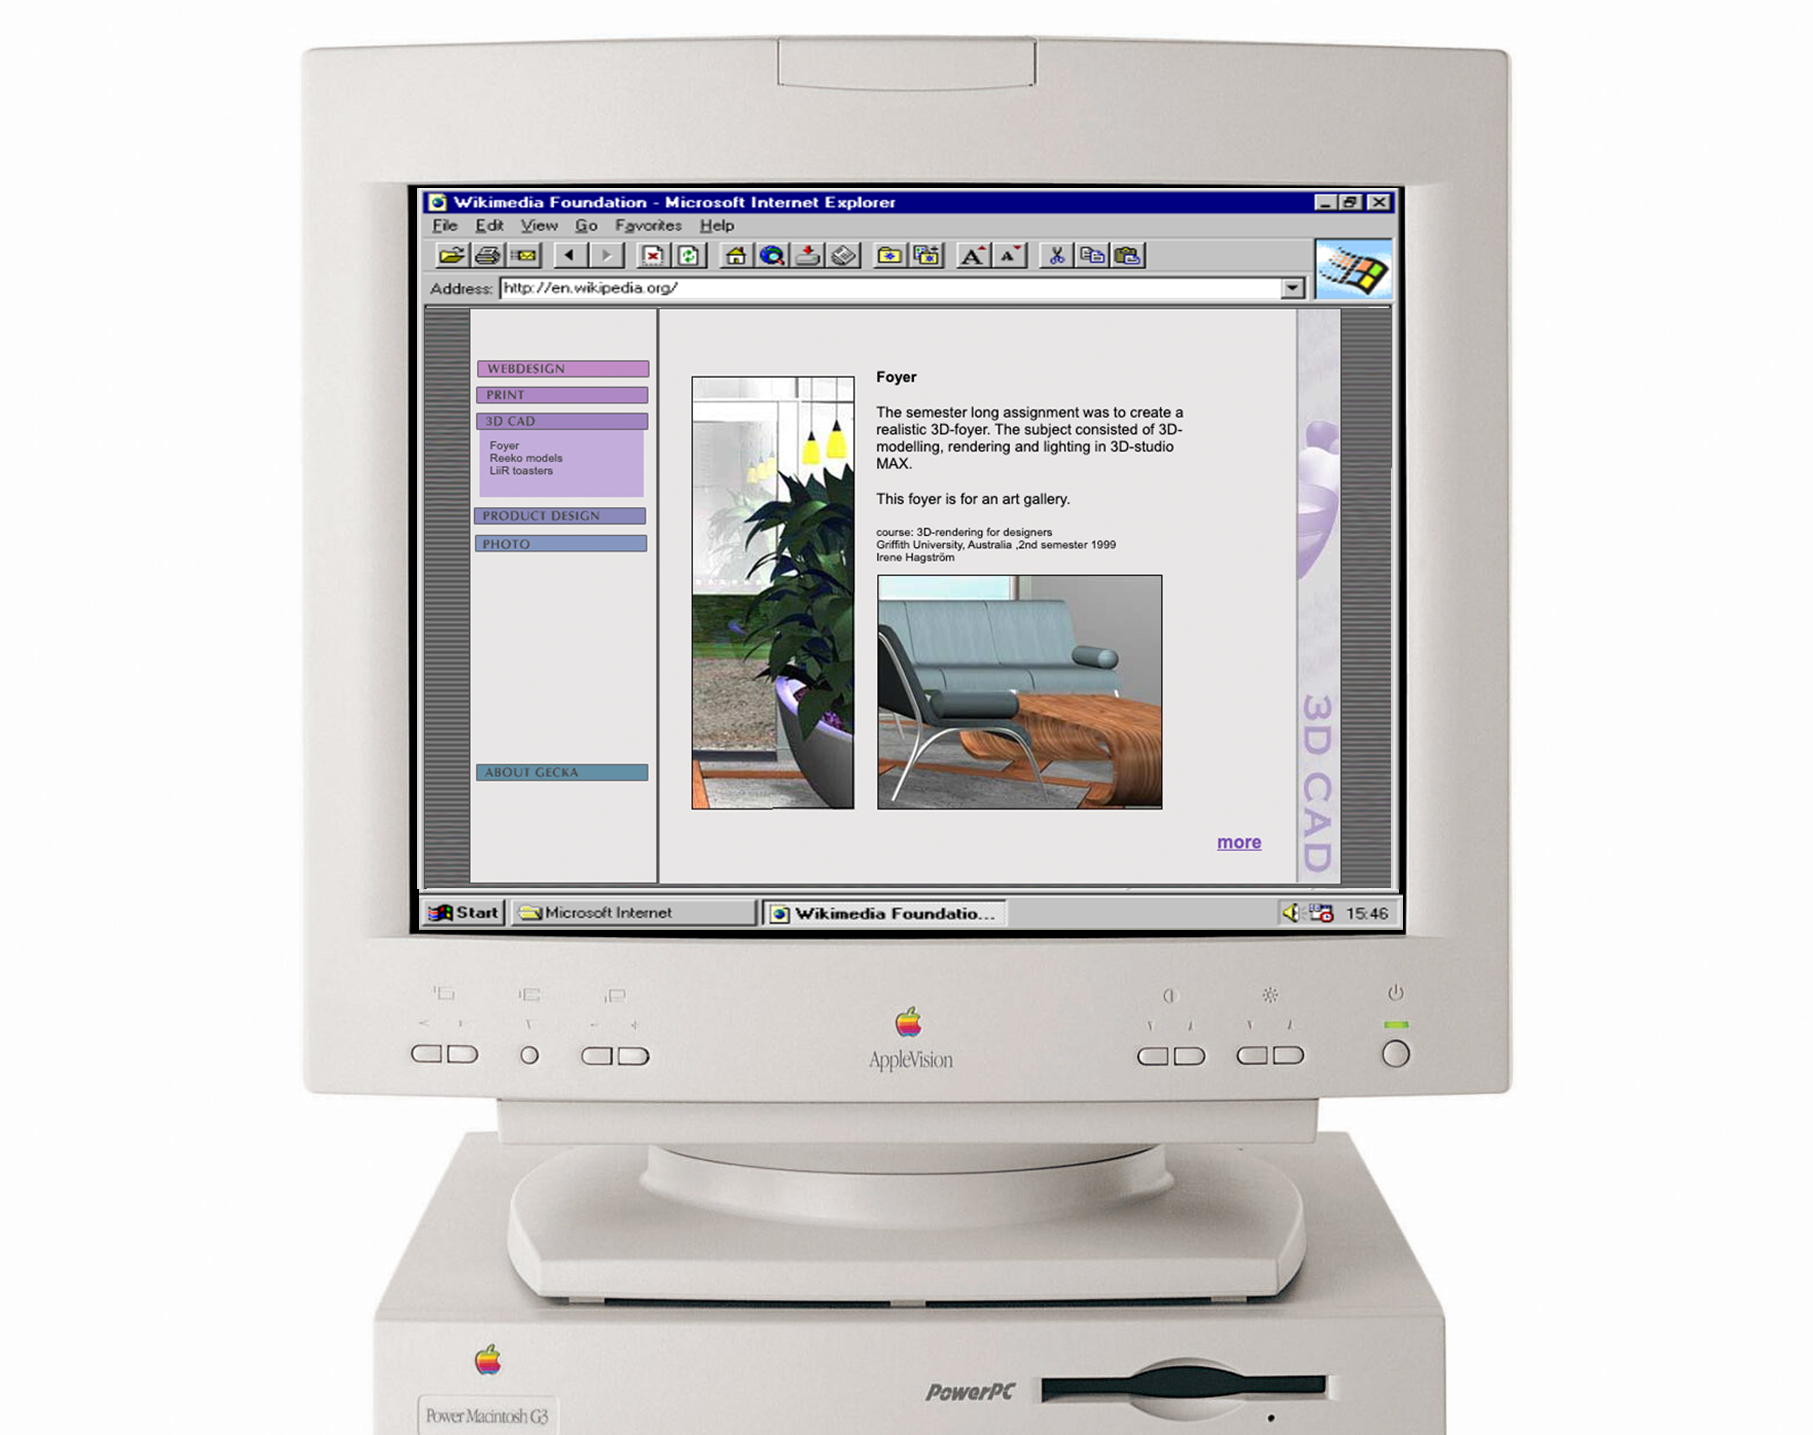 Wikimedia Foundation - Microsoft Internet Explorer
File Edit View Go Favorites Help
Address: http://en.wikipedia.org/
WEBDESIGN
PRINT
3D CAD
Foyer
Reeko models
LiiR toasters
PRODUCT DESIGN
PHOTO
ABOUT GECKA
Foyer
The semester long assignment was to create a
realistic 3D-foyer. The subject consisted of 3D-
modelling, rendering and lighting in 3D-studio
MAX.
This foyer is for an art gallery.
course: 3D-rendering for designers
Griffith University, Australia ,2nd semester 1999
Irene Hagström
more
3D CAD
Start Microsoft Internet Wikimedia Foundatio... 15:46
AppleVision
PowerPC
Power Macintosh G3